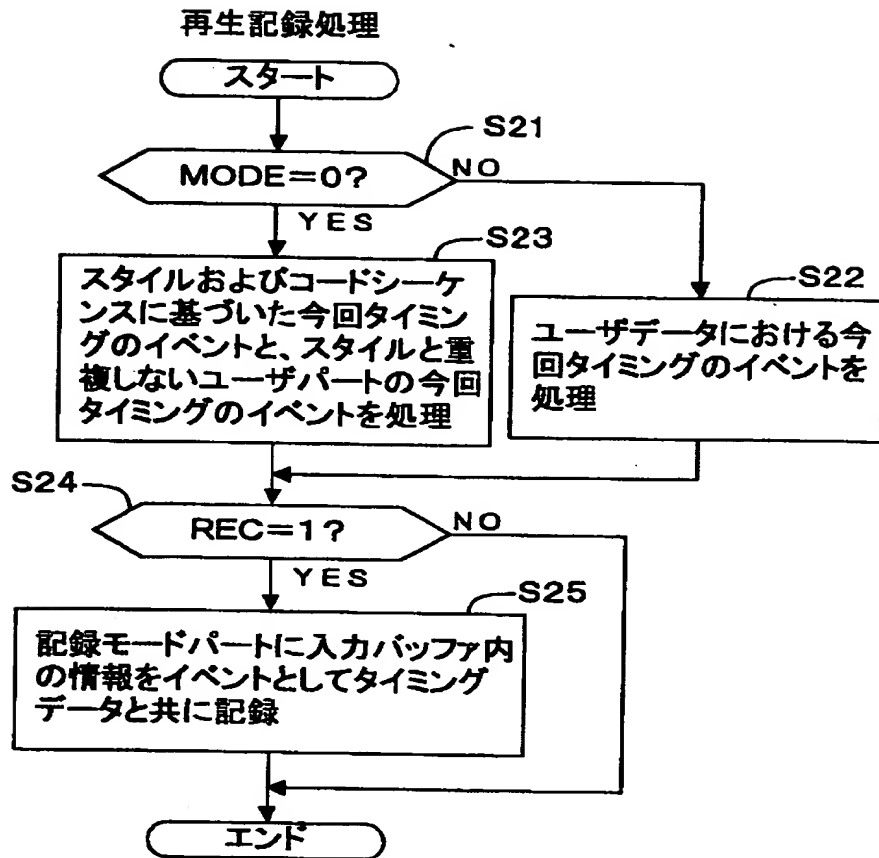 再生記録処理
スタート
S21
MODE=0?
NO
YES
S23
スタイルおよびコードシーケ
ンスに基づいた今回タイミン
グのイベントと、スタイルと重
複しないユーザパートの今回
タイミングのイベントを処理
S22
ユーザデータにおける今
回タイミングのイベントを
処理
S24
REC=1?
NO
YES
S25
記録モードパートに入力バッファ内
の情報をイベントとしてタイミング
データと共に記録
エンド